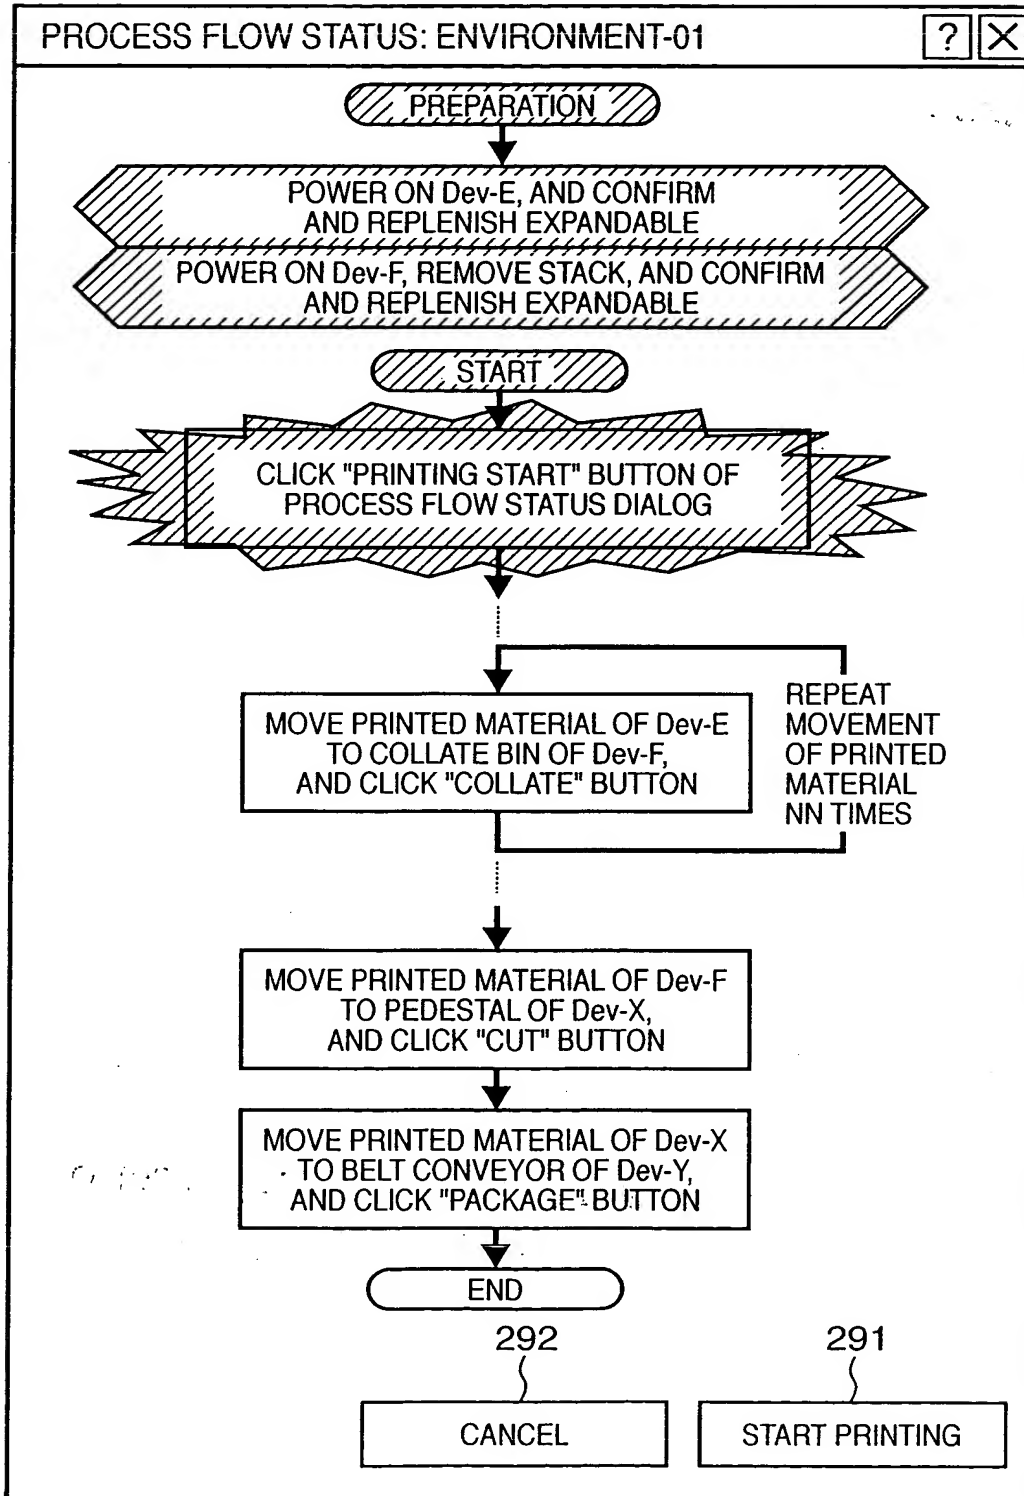 PROCESS FLOW STATUS: ENVIRONMENT-01
?
PREPARATION
POWER ON Dev-E, AND CONFIRM
AND REPLENISH EXPANDABLE
POWER ON Dev-F, REMOVE STACK, AND CONFIRM
AND REPLENISH EXPANDABLE
START
CLICK "PRINTING START" BUTTON OF
PROCESS FLOW STATUS DIALOG
MOVE PRINTED MATERIAL OF Dev-E
TO COLLATE BIN OF Dev-F,
AND CLICK "COLLATE" BUTTON
REPEAT
MOVEMENT
OF PRINTED
MATERIAL
NN TIMES
MOVE PRINTED MATERIAL OF Dev-F
TO PEDESTAL OF Dev-X,
AND CLICK "CUT" BUTTON
MOVE PRINTED MATERIAL OF Dev-X
TO BELT CONVEYOR OF Dev-Y,
AND CLICK "PACKAGE" BUTTON
END
292
291
CANCEL
START PRINTING